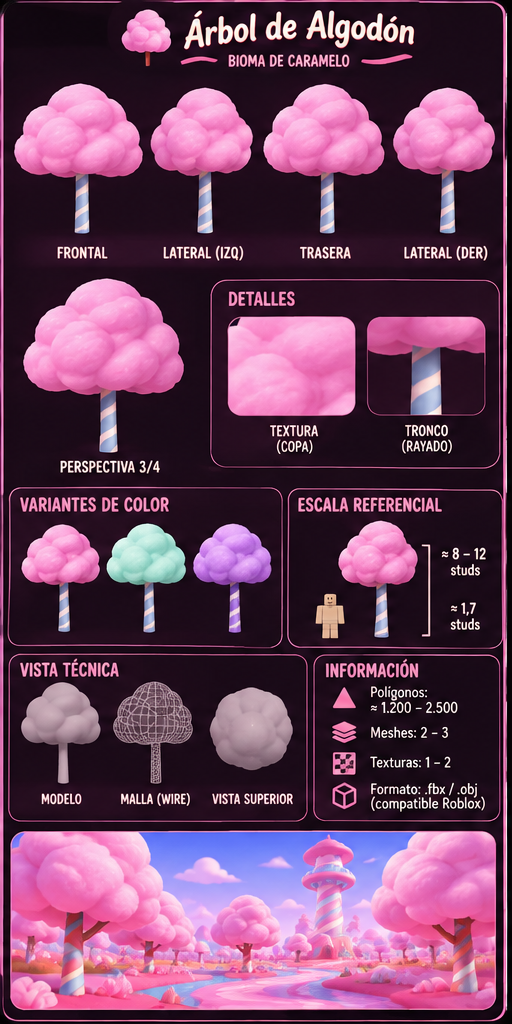 Árbol de Algodón
BIOMA DE CARAMELO
FRONTAL
LATERAL (IZQ)
TRASERA
LATERAL (DER)
PERSPECTIVA 3/4
DETALLES
TEXTURA
(COPA)
TRONCO
(RAYADO)
VARIANTES DE COLOR
ESCALA REFERENCIAL
≈ 8 – 12
studs
≈ 1,7
studs
VISTA TÉCNICA
MODELO
MALLA (WIRE)
VISTA SUPERIOR
INFORMACIÓN
Polígonos:
≈ 1.200 – 2.500
Meshes: 2 – 3
Texturas: 1 – 2
Formato: .fbx / .obj
(compatible Roblox)